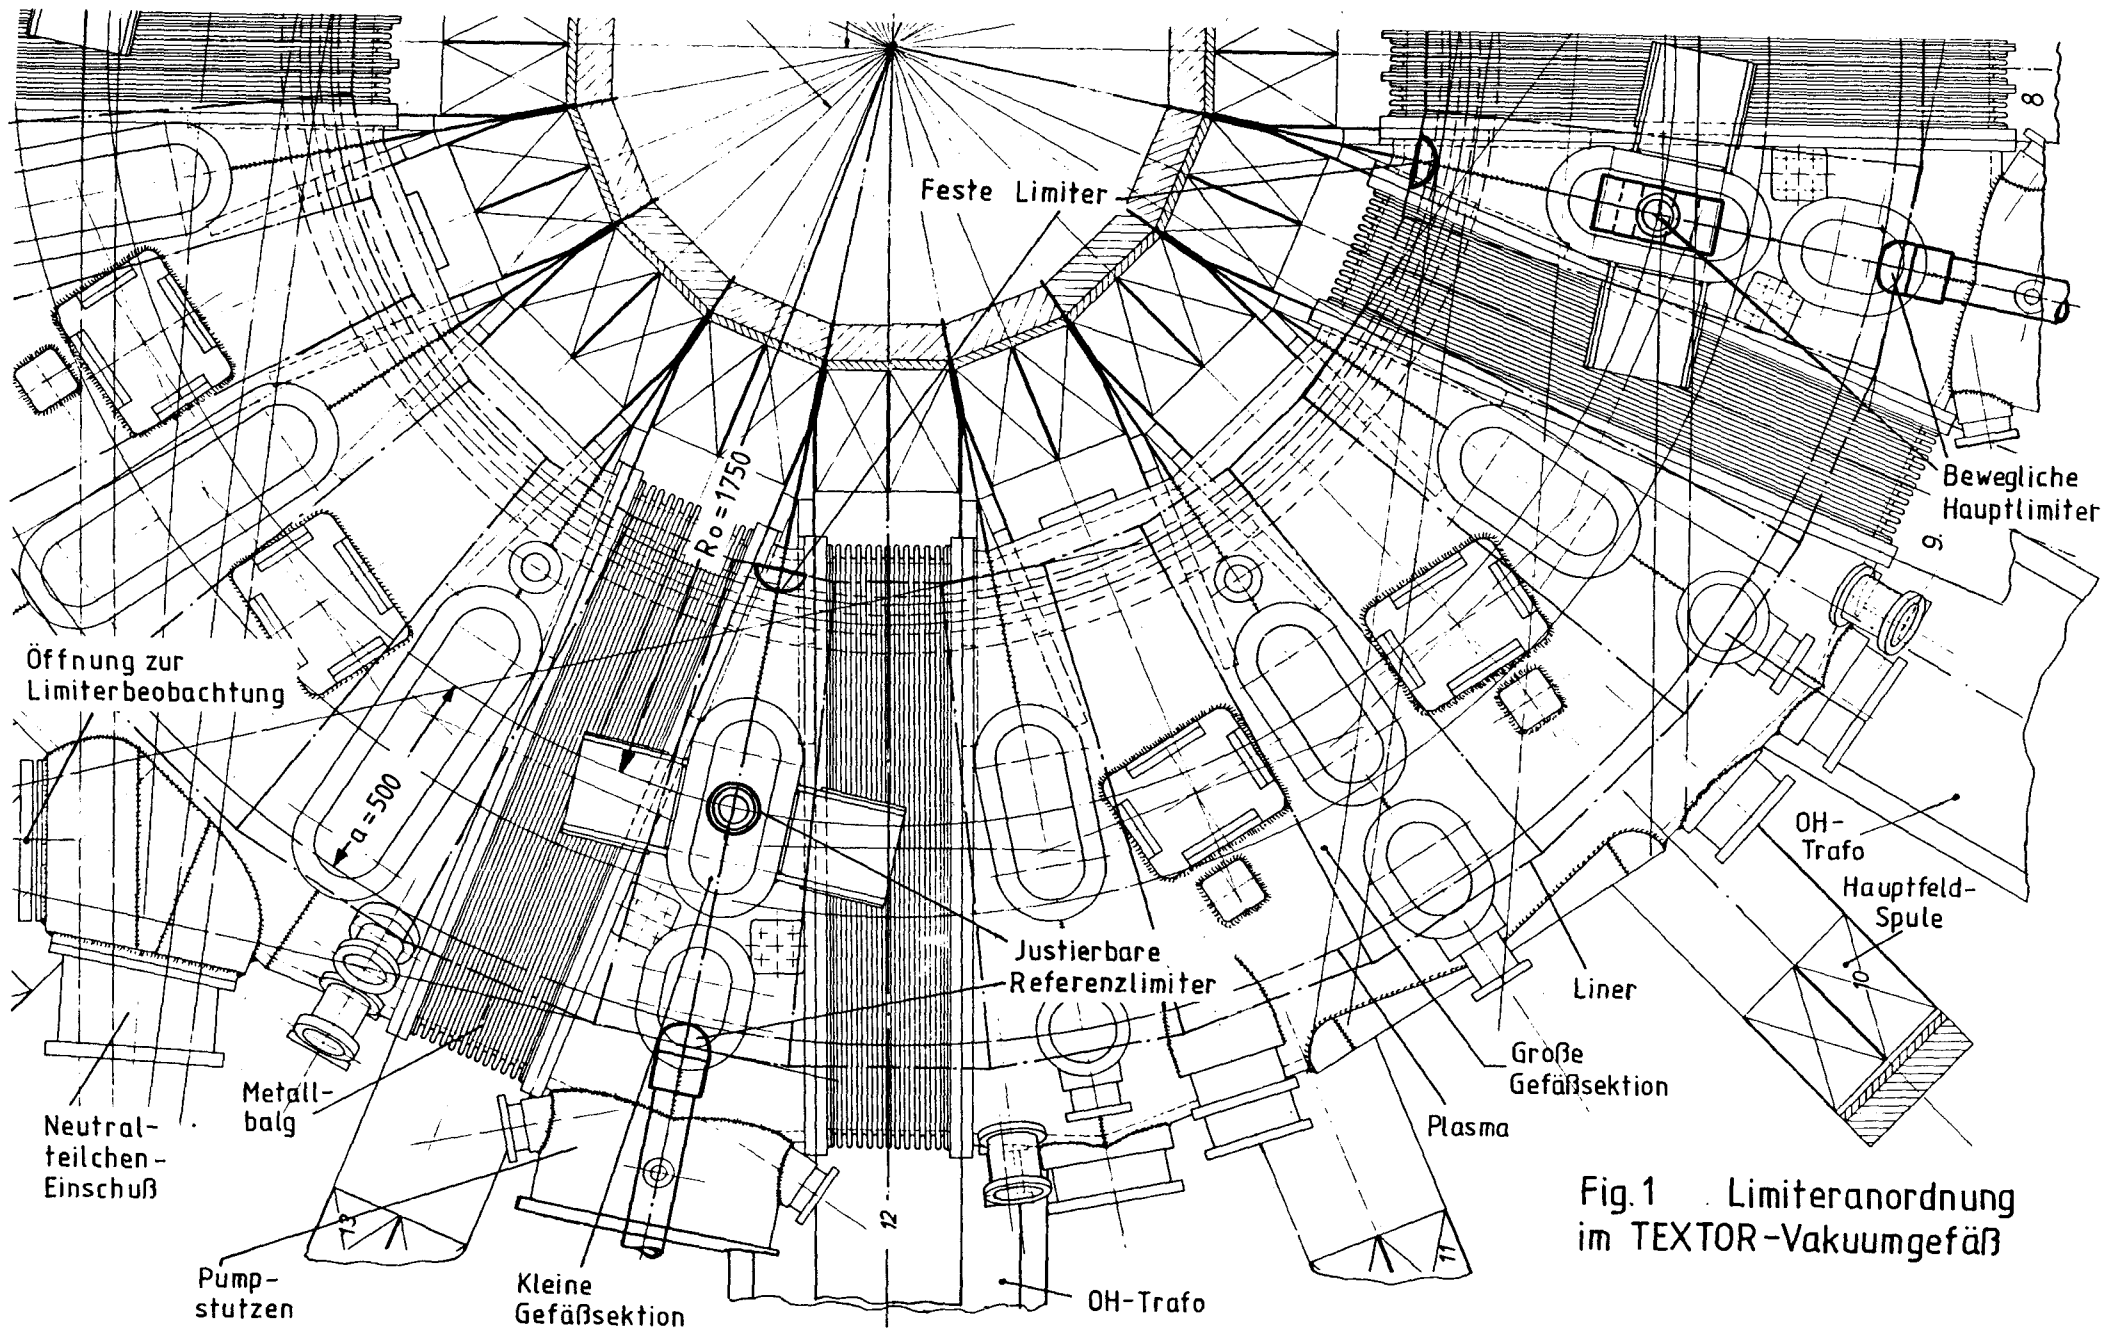 8
Feste Limiter
Ro=1750
Bewegliche
Hauptlimiter
9
Öffnung zur
Limiterbeobachtung
a=500
OH-
Trafo
Hauptfeld-
Spule
10
Justierbare
Referenzlimiter
Liner
Große
Gefäßsektion
Plasma
Metall-
balg
Neutral-
teilchen-
Einschuß
13
12
11
Pump-
stutzen
Kleine
Gefäßsektion
OH-Trafo
Fig.1 Limiteranordnung
im TEXTOR-Vakuumgefäß